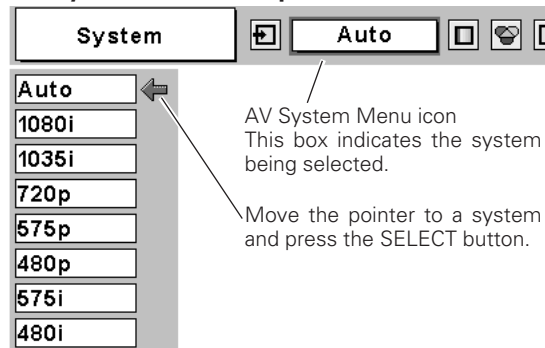 System
Auto
Auto
1080i
1035i
720p
575p
480p
575i
480i
AV System Menu icon
This box indicates the system
being selected.
Move the pointer to a system
and press the SELECT button.